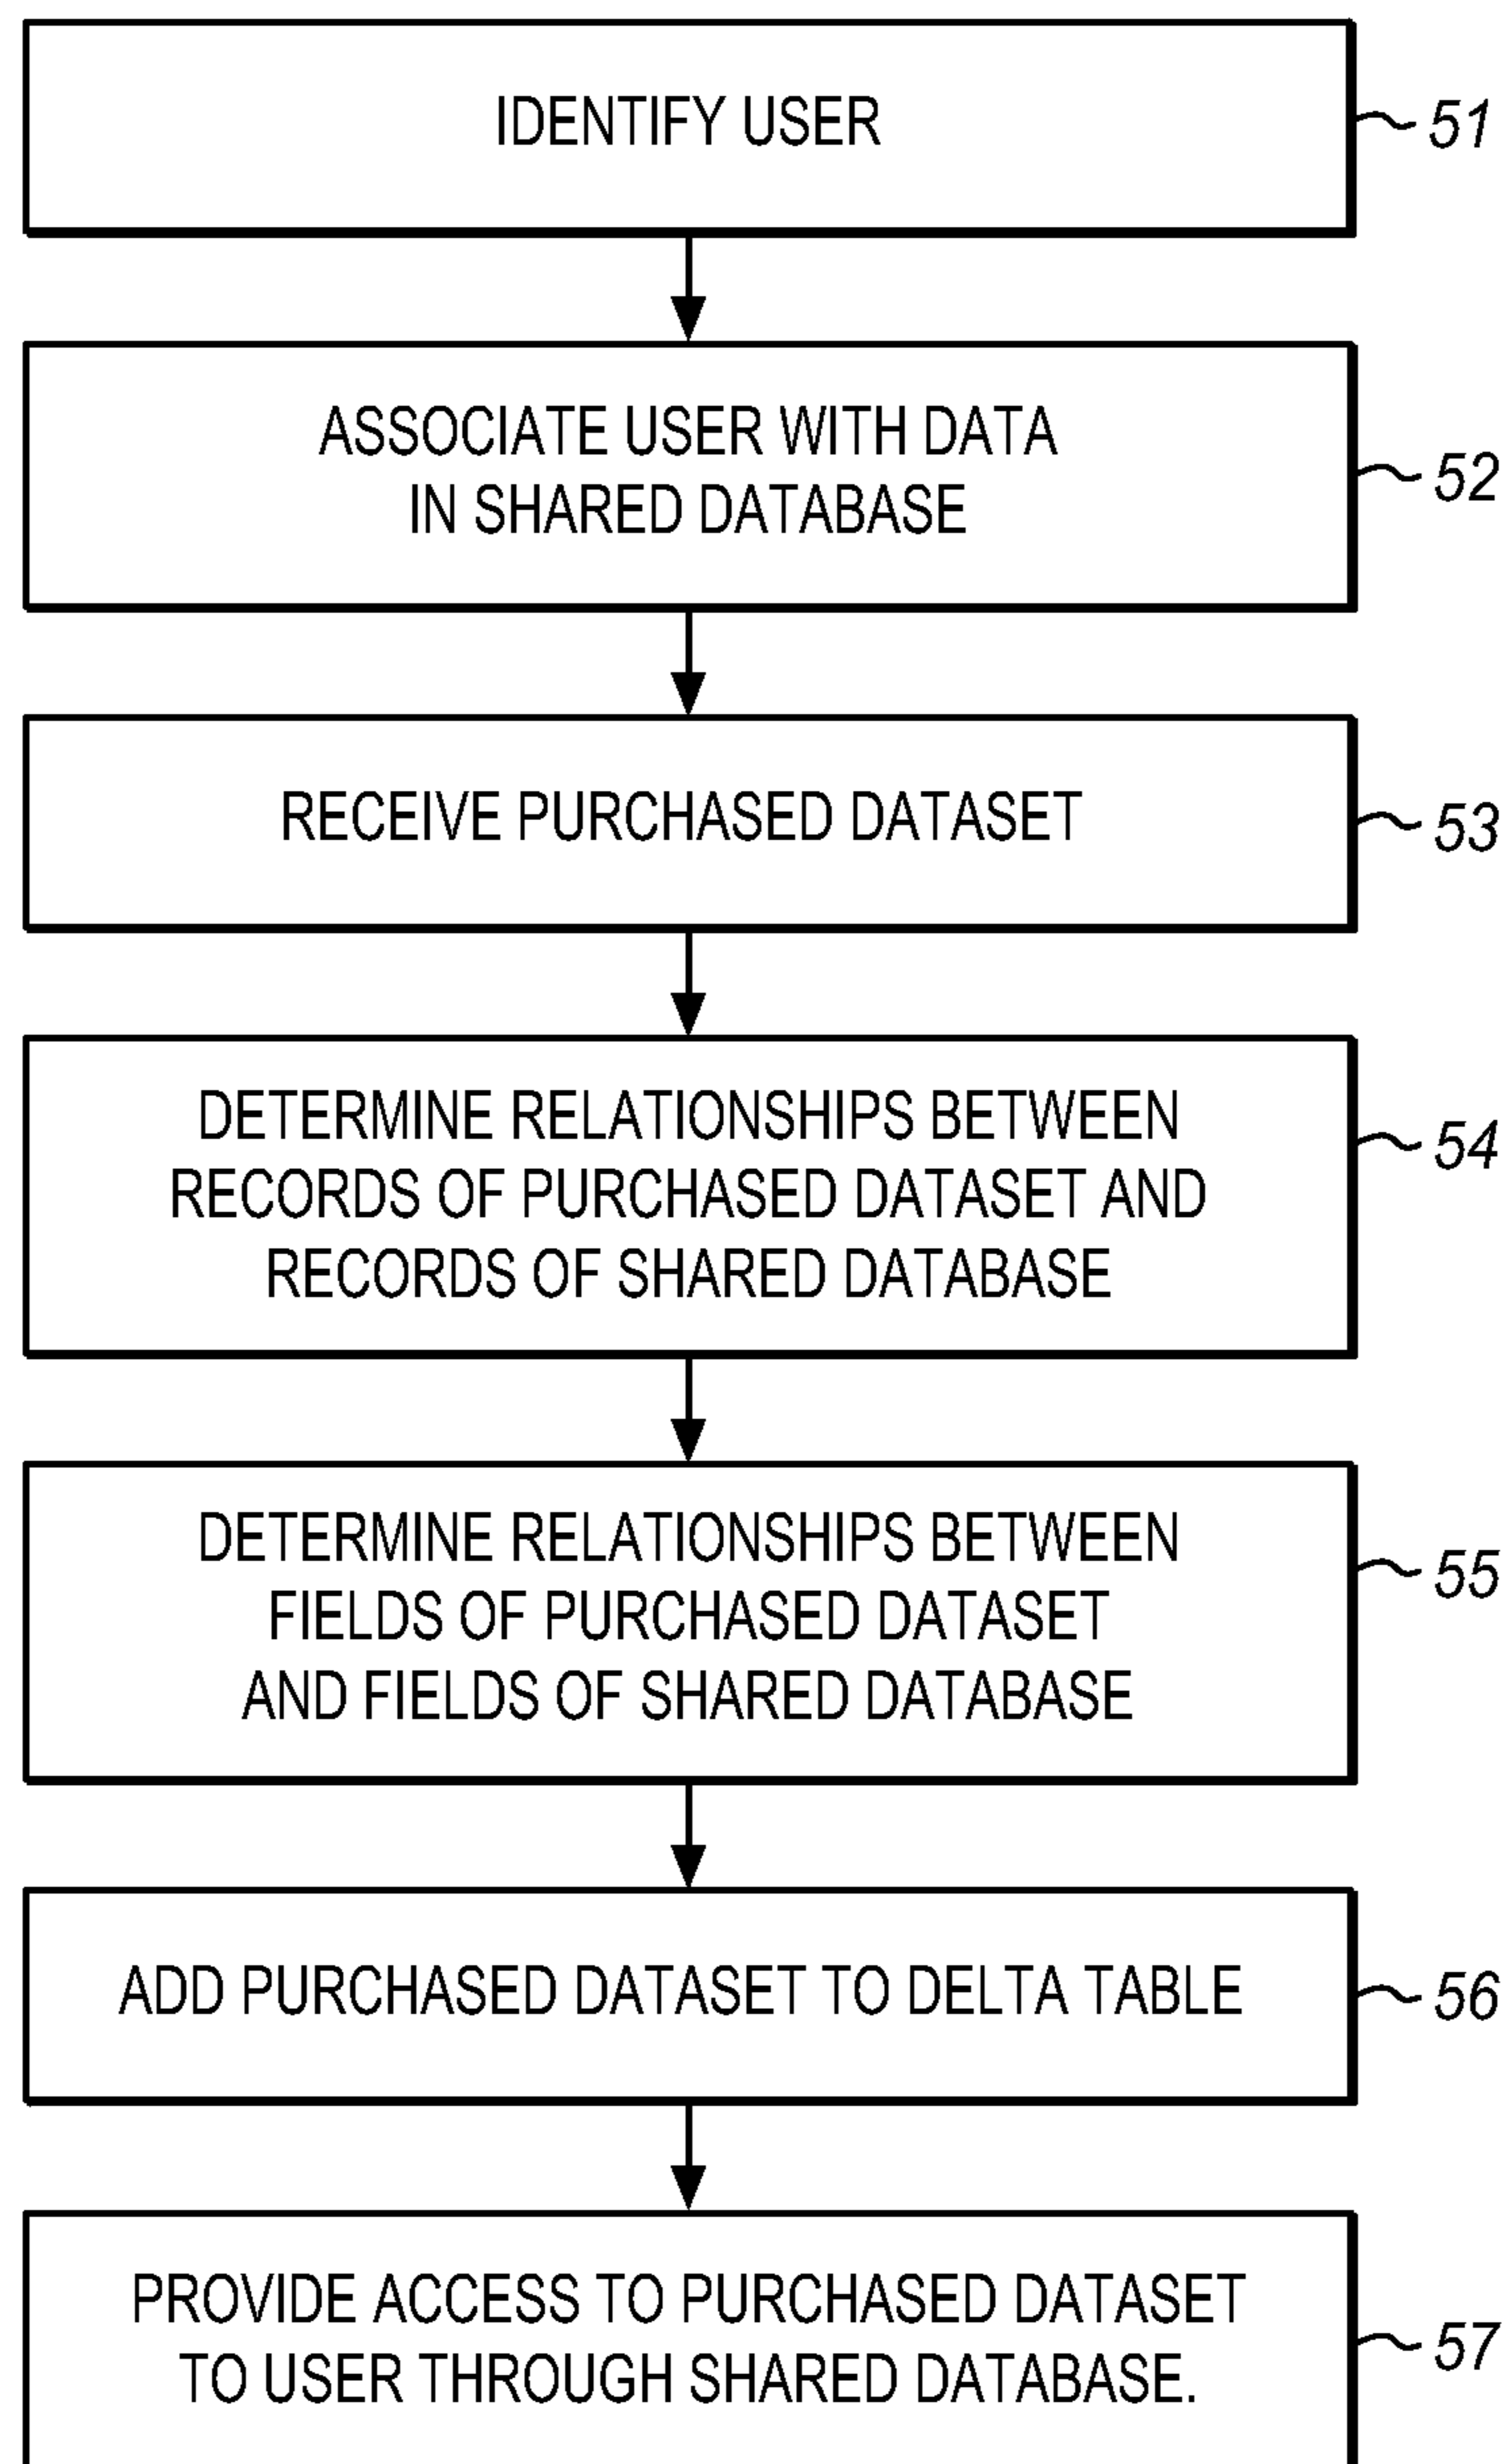 IDENTIFY USER
51
ASSOCIATE USER WITH DATA
IN SHARED DATABASE
52
RECEIVE PURCHASED DATASET
53
DETERMINE RELATIONSHIPS BETWEEN
RECORDS OF PURCHASED DATASET AND
RECORDS OF SHARED DATABASE
54
DETERMINE RELATIONSHIPS BETWEEN
FIELDS OF PURCHASED DATASET
AND FIELDS OF SHARED DATABASE
55
ADD PURCHASED DATASET TO DELTA TABLE
56
PROVIDE ACCESS TO PURCHASED DATASET
TO USER THROUGH SHARED DATABASE.
57